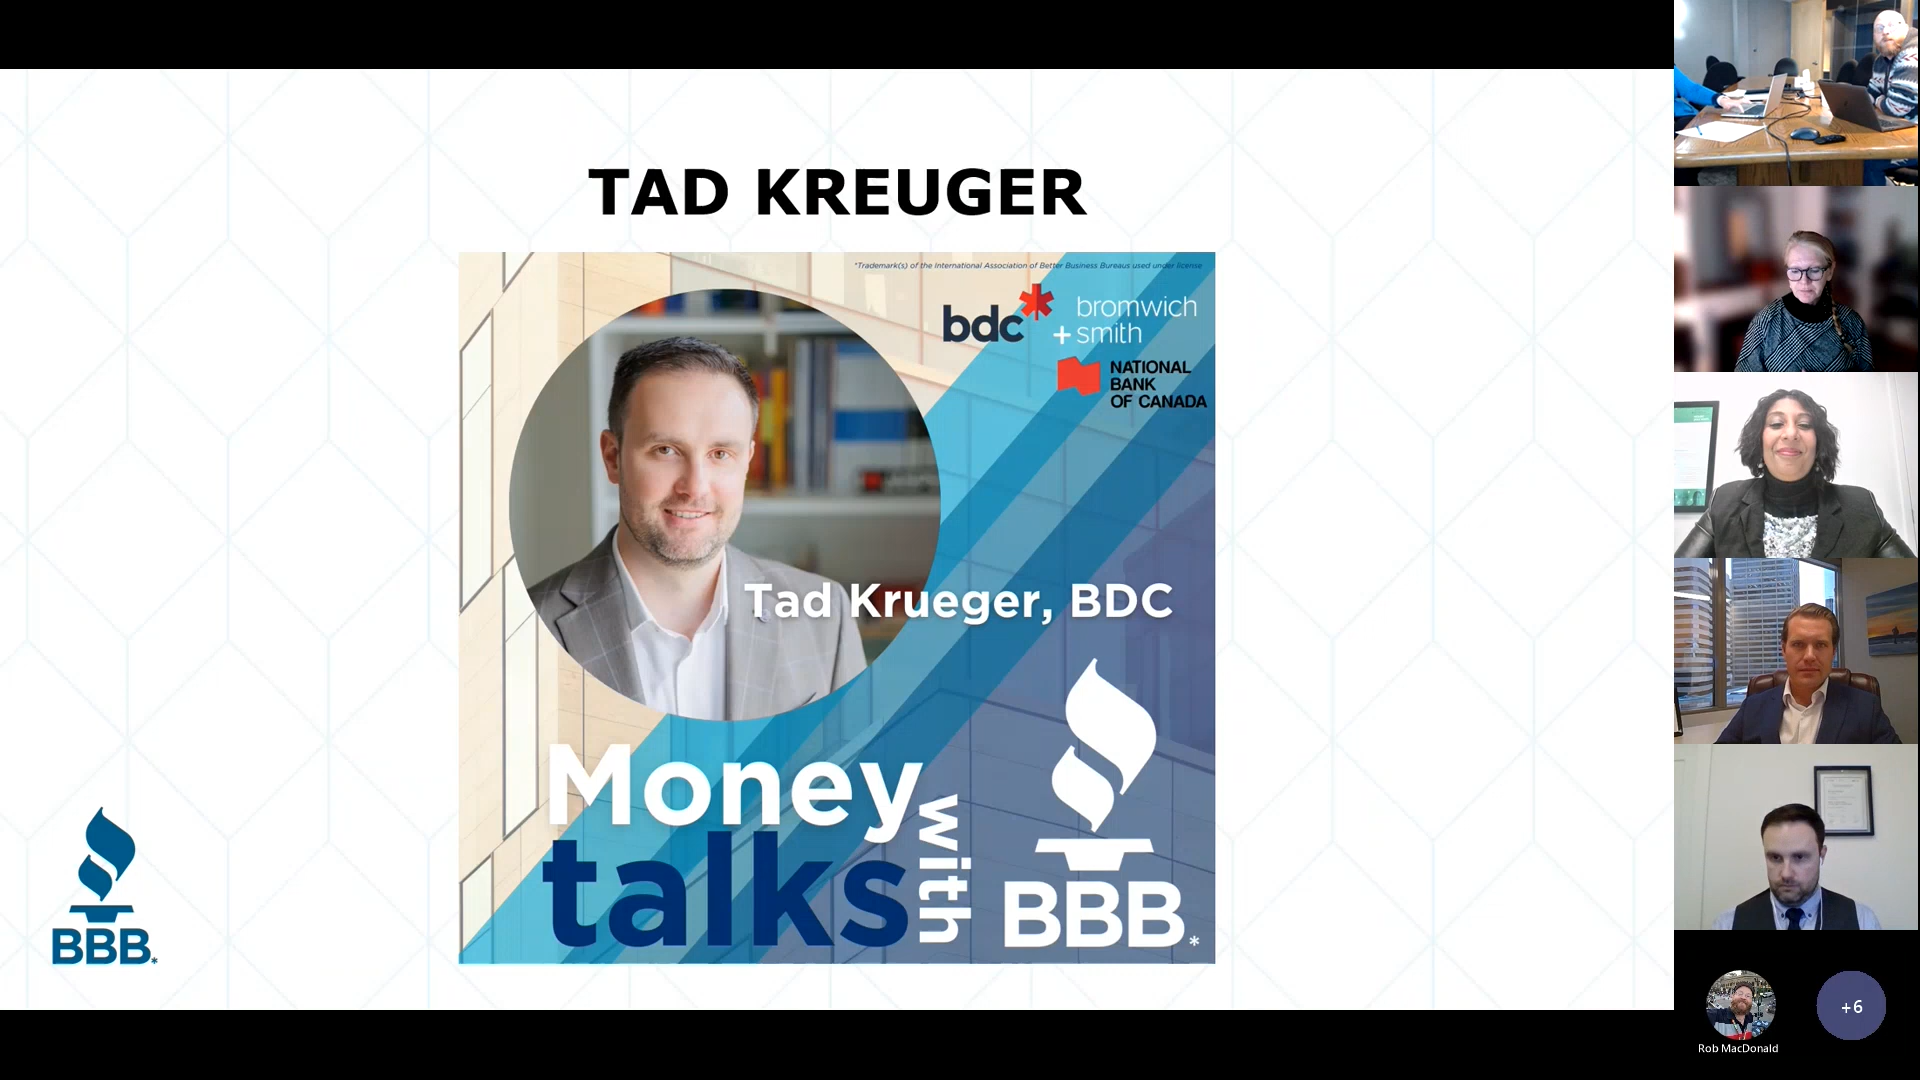 TAD KREUGER
*Trademark(s) of the International Association of Better Business Bureaus used under license
bdc*
bromwich
+ smith
NATIONAL
BANK
OF CANADA
Tad Krueger, BDC
Money
talks
with
BBB*
BBB*
Rob MacDonald
+6